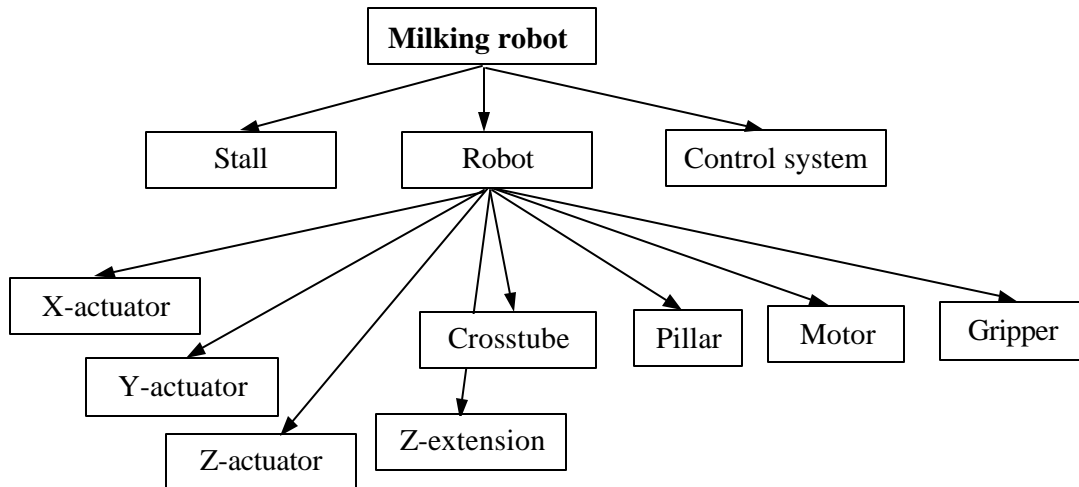 Milking robot
Stall
Robot
Control system
X-actuator
Crosstube
Pillar
Motor
Gripper
Y-actuator
Z-extension
Z-actuator